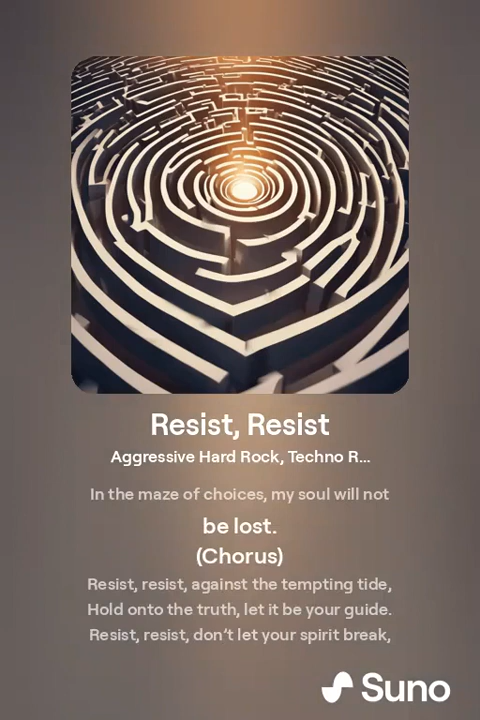 Resist, Resist
Aggressive Hard Rock, Techno R...
In the maze of choices, my soul will not
be lost.
(Chorus)
Resist, resist, against the tempting tide,
Hold onto the truth, let it be your guide.
Resist, resist, don't let your spirit break,
Suno